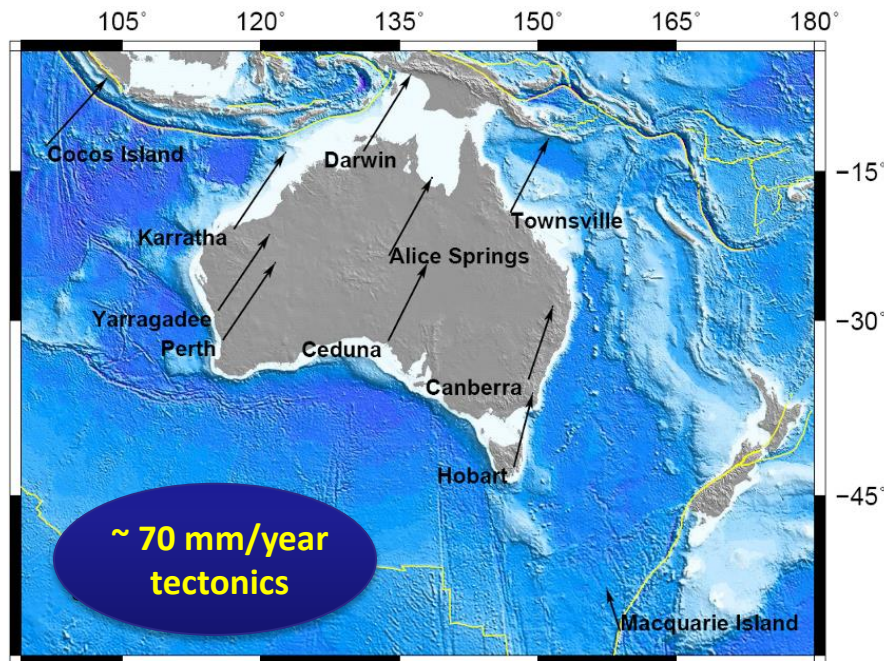 105° 120° 135° 150° 165° 180°
Cocos Island
Darwin
−15°
Karratha
Townsville
Alice Springs
Yarragadee
Perth
Ceduna
−30°
Canberra
Hobart
−45°
~ 70 mm/year
tectonics
Macquarie Island